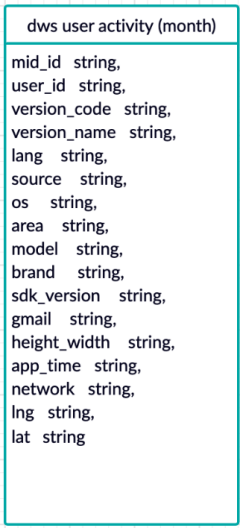 dws user activity (month)
mid_id string,
user_id string,
version_code string,
version_name string,
lang string,
source string,
os string,
area string,
model string,
brand string,
sdk_version string,
gmail string,
height_width string,
app_time string,
network string,
lng string,
lat string